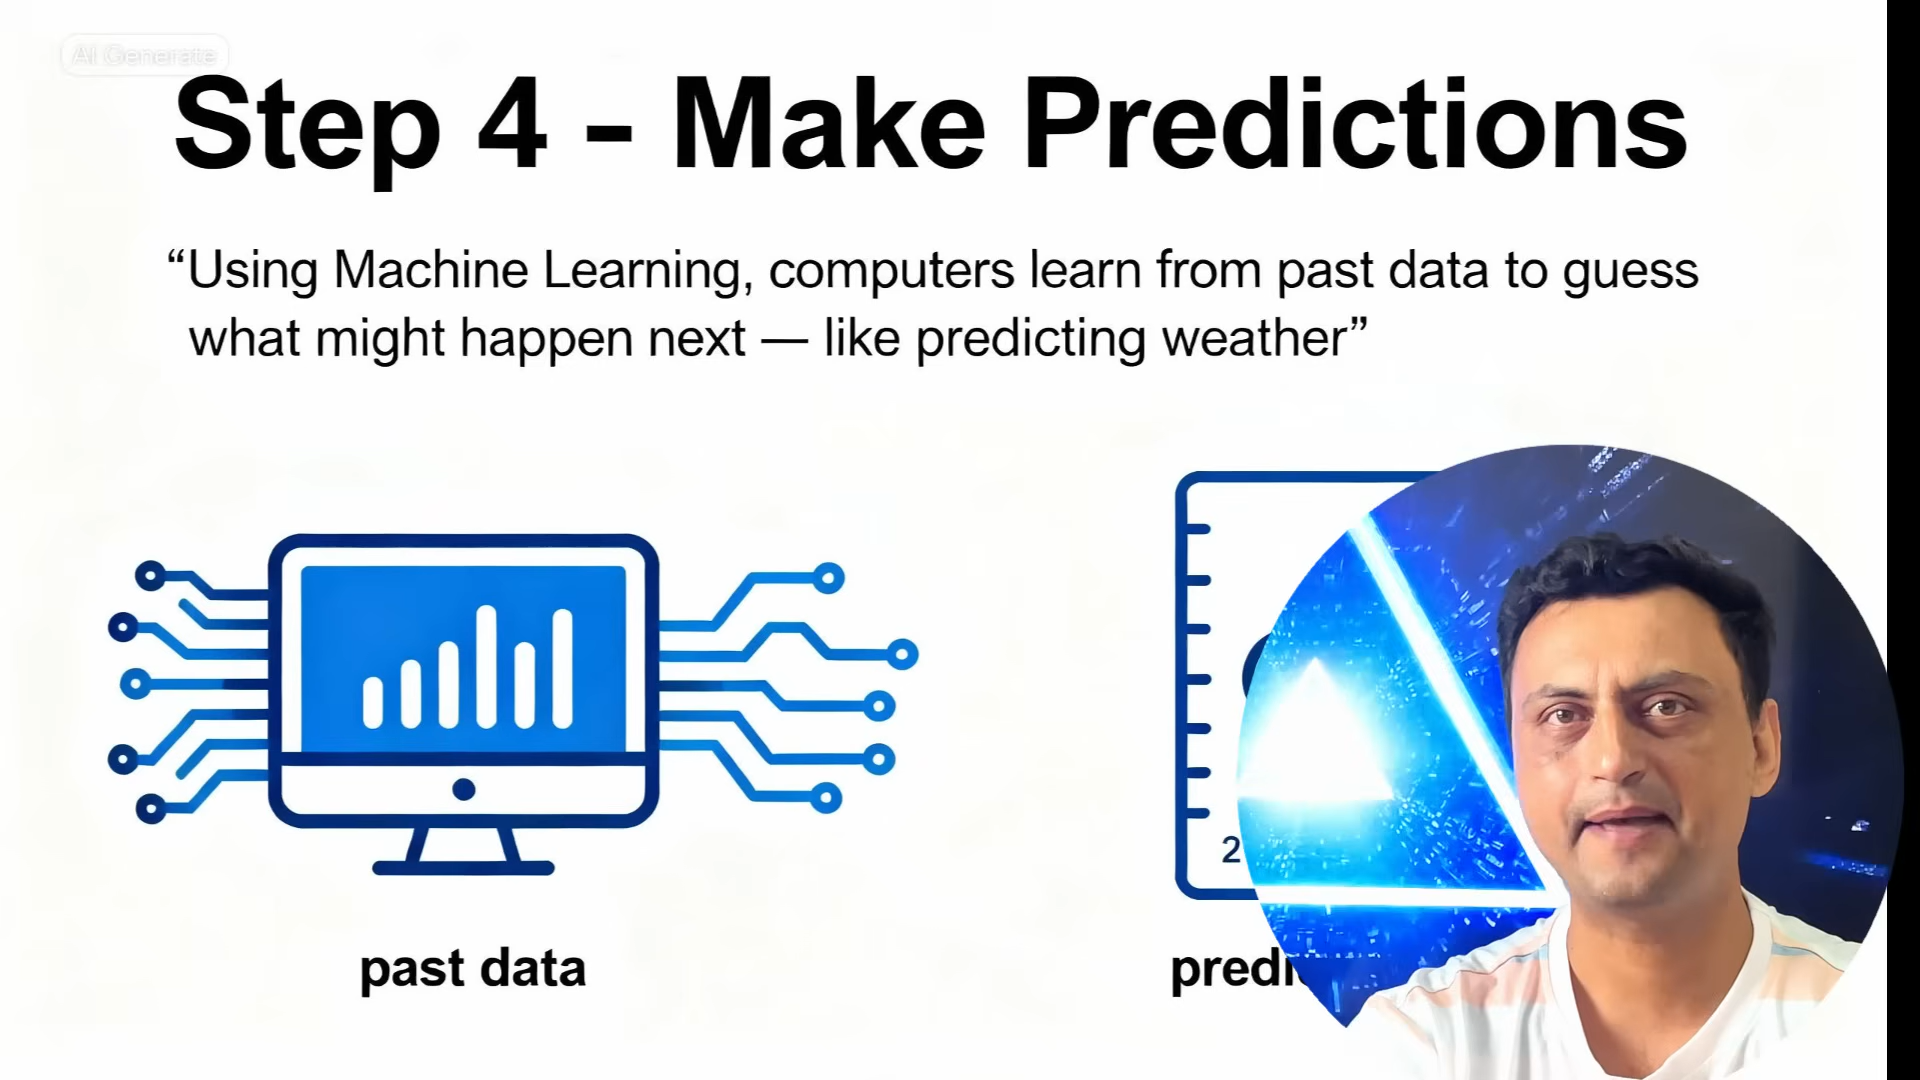 AI Generate
Step 4 - Make Predictions
“Using Machine Learning, computers learn from past data to guess
what might happen next — like predicting weather”
2
past data